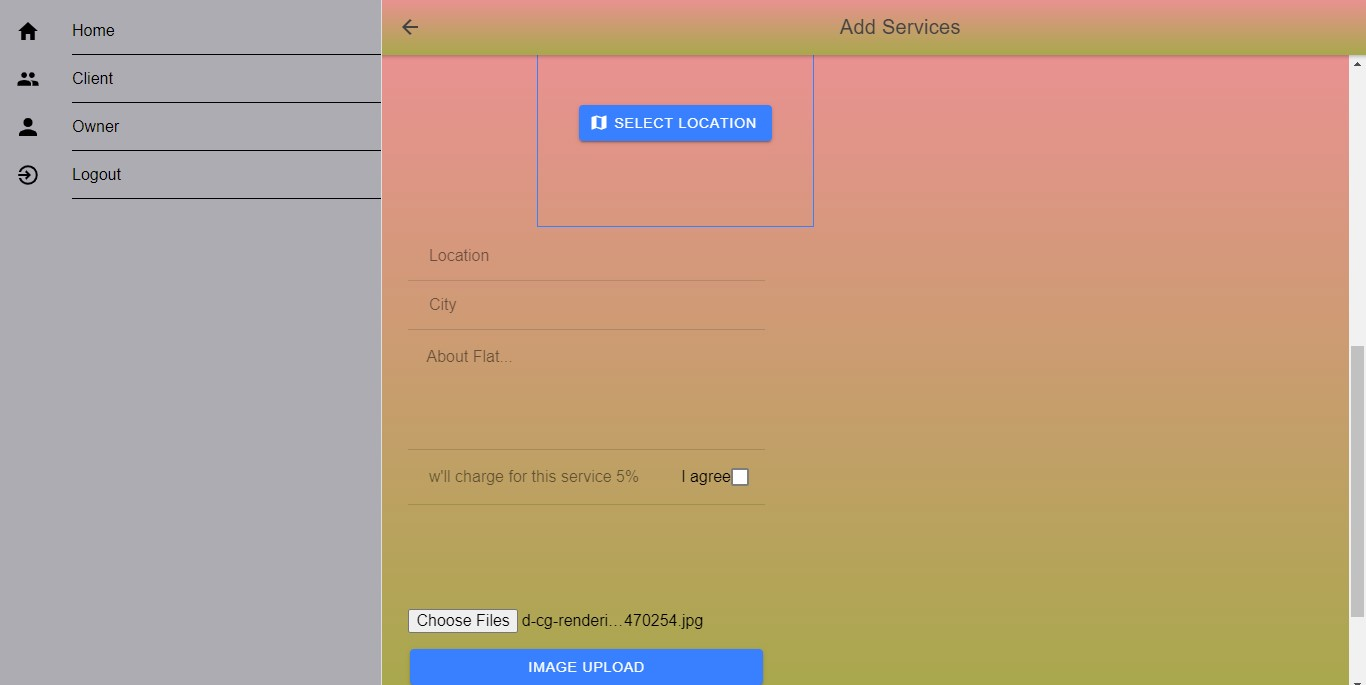 Home
Client
Owner
Logout
Add Services
SELECT LOCATION
Location
City
About Flat...
w'll charge for this service 5% I agree
Choose Files d-cg-renderi...470254.jpg
IMAGE UPLOAD